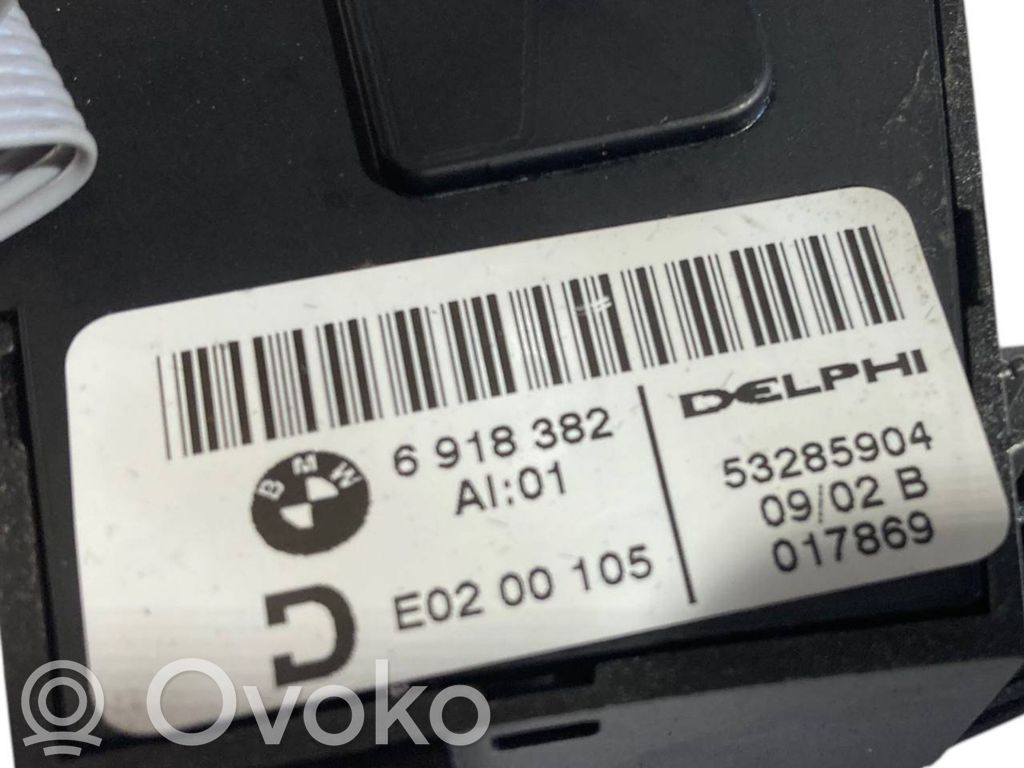 BMW
6 918 382
AI:01
E02 00 105
DELPHI
53285904
09/02 B
017869
OVOKO